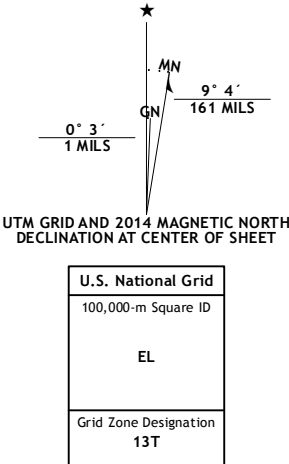 MN
GN
9° 4´
161 MILS
0° 3´
1 MILS
UTM GRID AND 2014 MAGNETIC NORTH
DECLINATION AT CENTER OF SHEET
U.S. National Grid
100,000-m Square ID
EL
Grid Zone Designation
13T